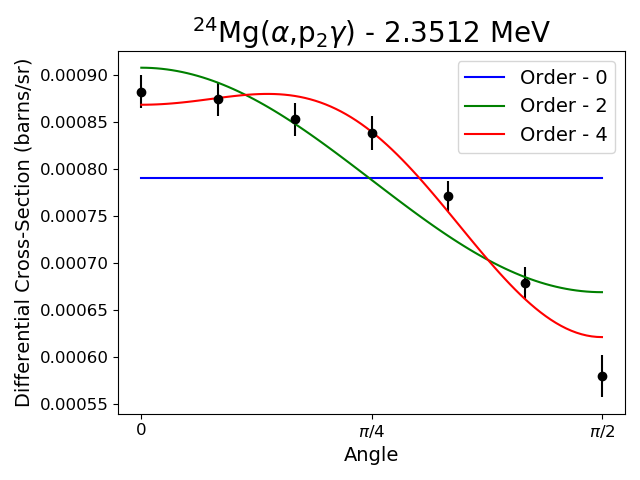 ²⁴Mg(α,p₂γ) - 2.3512 MeV
Differential Cross-Section (barns/sr)
0.00090
0.00085
0.00080
0.00075
0.00070
0.00065
0.00060
0.00055
Order - 0
Order - 2
Order - 4
0
π/4
π/2
Angle